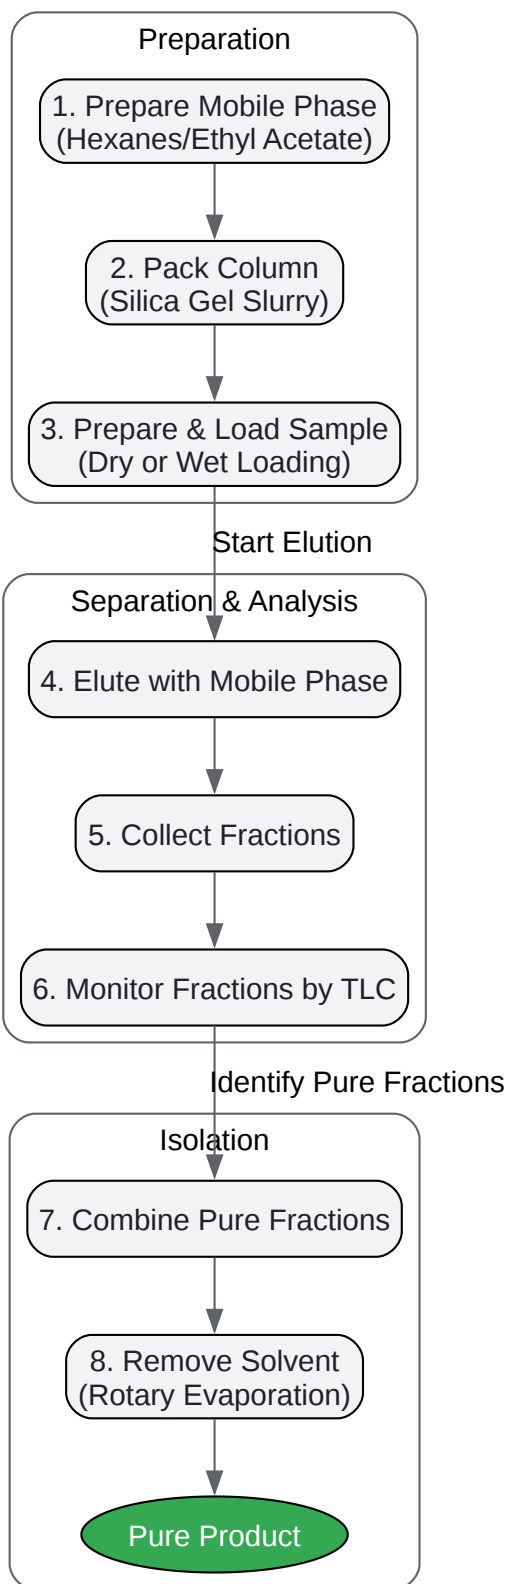 Preparation
1. Prepare Mobile Phase
(Hexanes/Ethyl Acetate)
2. Pack Column
(Silica Gel Slurry)
3. Prepare & Load Sample
(Dry or Wet Loading)
Start Elution
Separation & Analysis
4. Elute with Mobile Phase
5. Collect Fractions
6. Monitor Fractions by TLC
Identify Pure Fractions
Isolation
7. Combine Pure Fractions
8. Remove Solvent
(Rotary Evaporation)
Pure Product